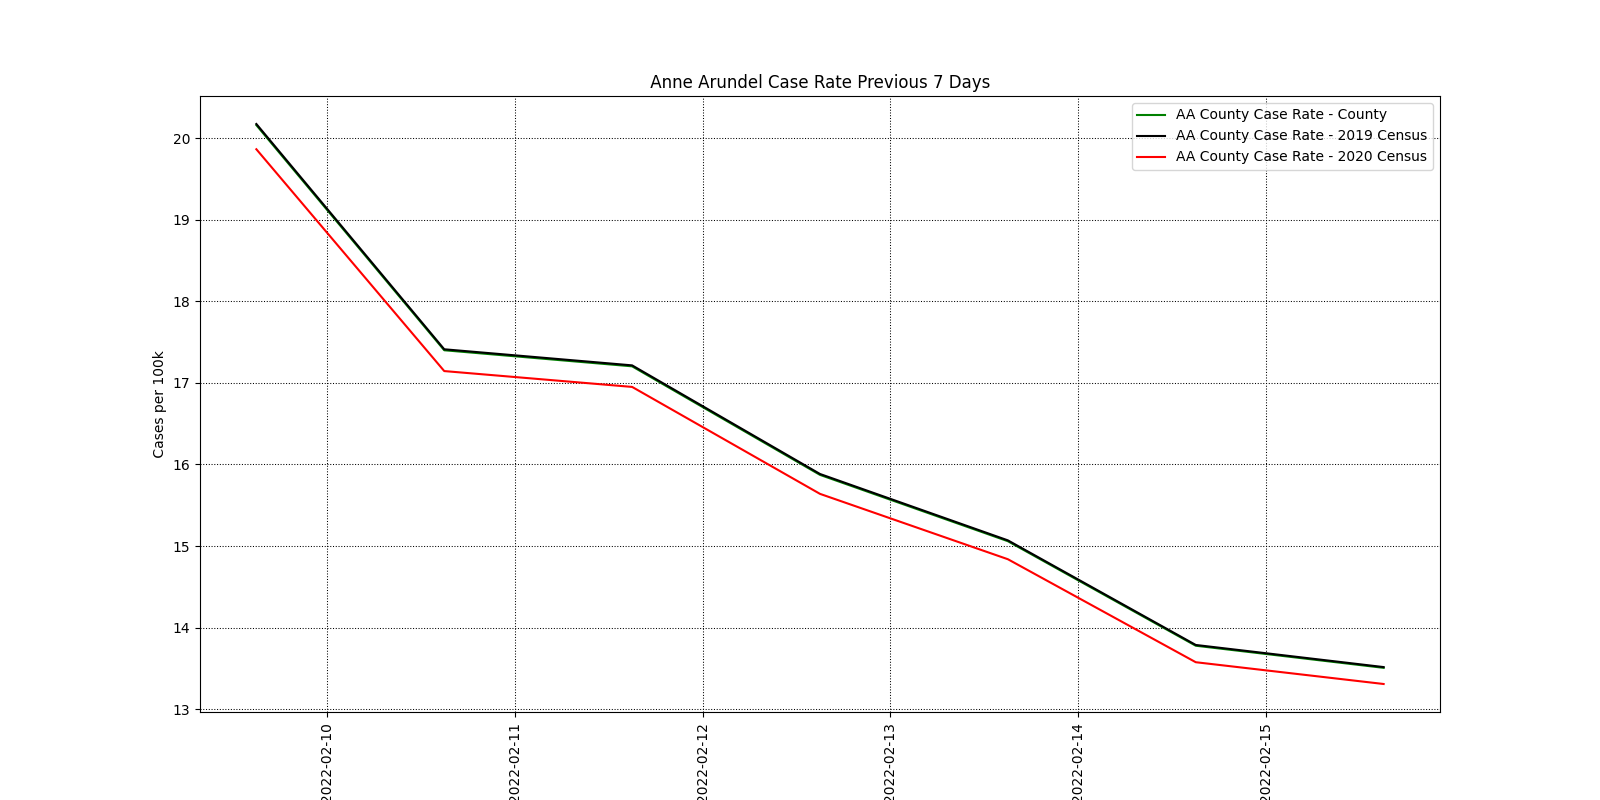 Anne Arundel Case Rate Previous 7 Days
AA County Case Rate - County
AA County Case Rate - 2019 Census
AA County Case Rate - 2020 Census
Cases per 100k
20
19
18
17
16
15
14
13
2022-02-10
2022-02-11
2022-02-12
2022-02-13
2022-02-14
2022-02-15